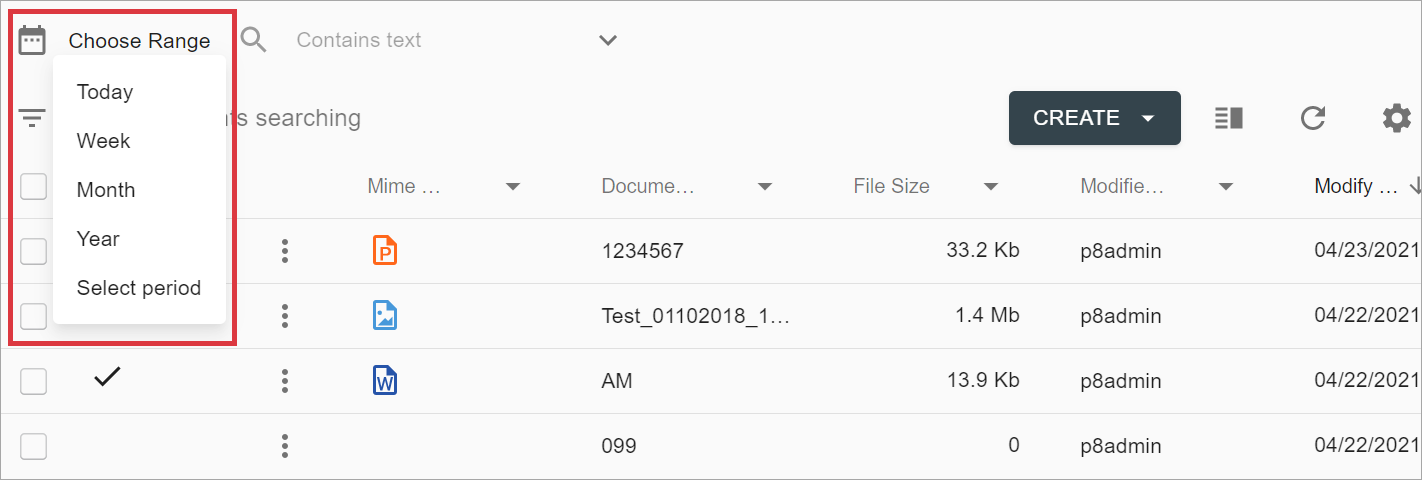 Choose Range Contains text
Today
searching CREATE
Week
Month Mime ... Docume... File Size Modifie... Modify ...
Year 1234567 33.2 Kb p8admin 04/23/2021
P
Select period Test_01102018_1... 1.4 Mb p8admin 04/22/2021
W AM 13.9 Kb p8admin 04/22/2021
099 0 p8admin 04/22/2021